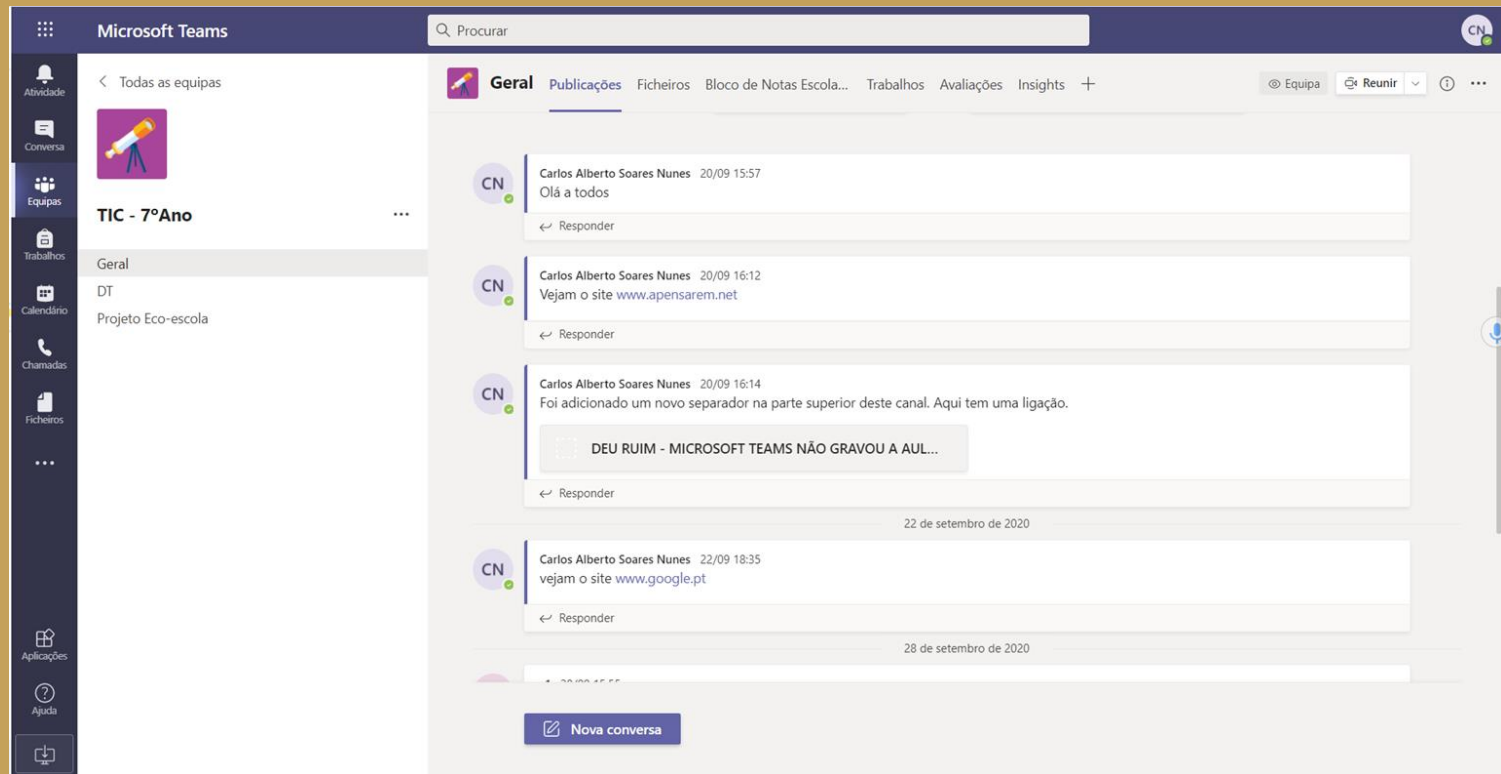 Microsoft Teams
Procurar
CN
Atividade
Conversa
Equipas
Trabalhos
Calendário
Chamadas
Ficheiros
Aplicações
Ajuda
Todas as equipas
TIC - 7ºAno
Geral
DT
Projeto Eco-escola
Geral Publicações Ficheiros Bloco de Notas Escola... Trabalhos Avaliações Insights
Equipa Reunir
CN
Carlos Alberto Soares Nunes 20/09 15:57
Olá a todos
Responder
CN
Carlos Alberto Soares Nunes 20/09 16:12
Vejam o site www.apensarem.net
Responder
CN
Carlos Alberto Soares Nunes 20/09 16:14
Foi adicionado um novo separador na parte superior deste canal. Aqui tem uma ligação.
DEU RUIM - MICROSOFT TEAMS NÃO GRAVOU A AUL...
Responder
22 de setembro de 2020
CN
Carlos Alberto Soares Nunes 22/09 18:35
vejam o site www.google.pt
Responder
28 de setembro de 2020
Nova conversa